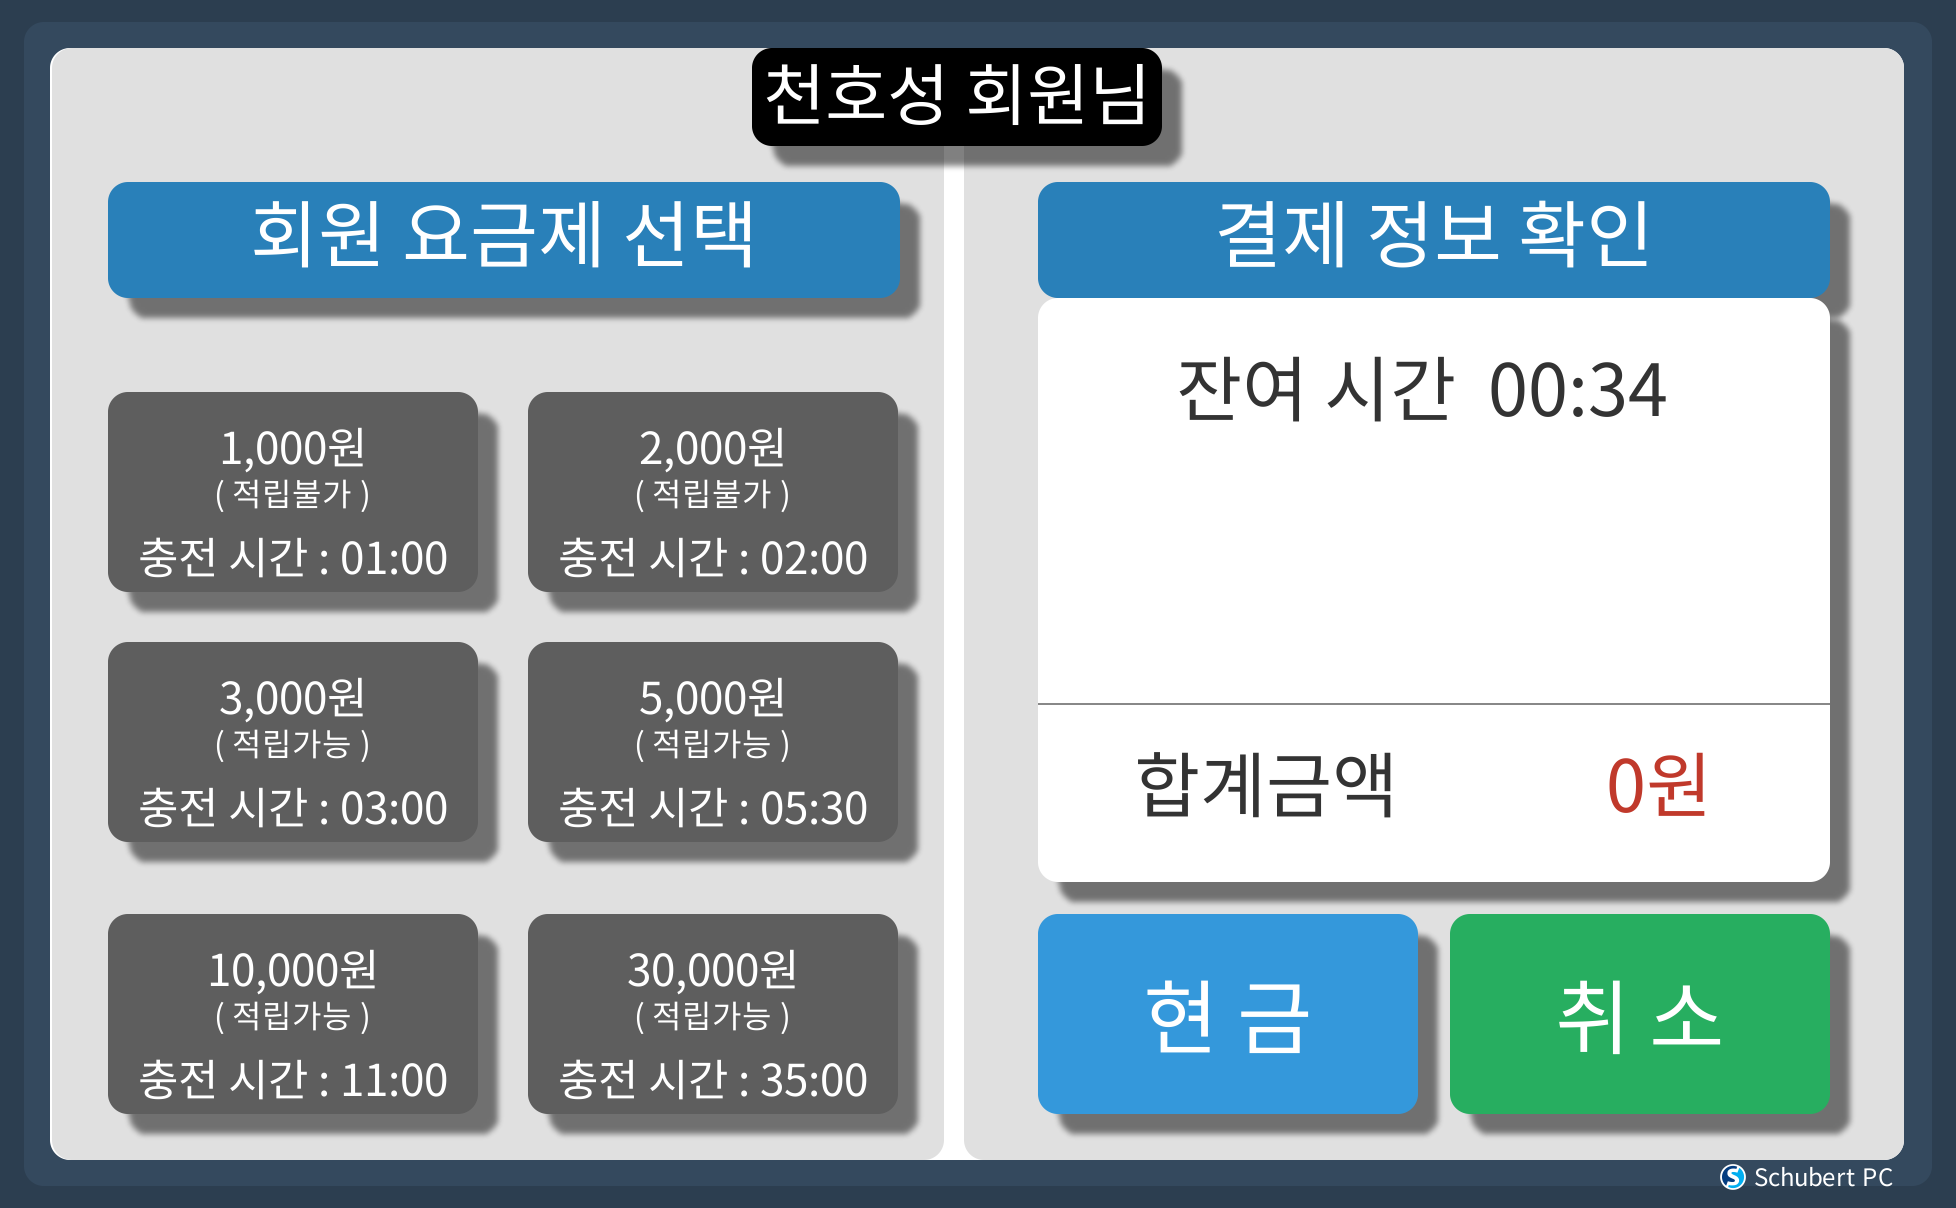 천호성 회원님
회원 요금제 선택
1,000원
( 적립불가 )
충전 시간 : 01:00
2,000원
( 적립불가 )
충전 시간 : 02:00
3,000원
( 적립가능 )
충전 시간 : 03:00
5,000원
( 적립가능 )
충전 시간 : 05:30
10,000원
( 적립가능 )
충전 시간 : 11:00
30,000원
( 적립가능 )
충전 시간 : 35:00
결제 정보 확인
잔여 시간 00:34
합계금액 0원
현 금
취 소
Schubert PC